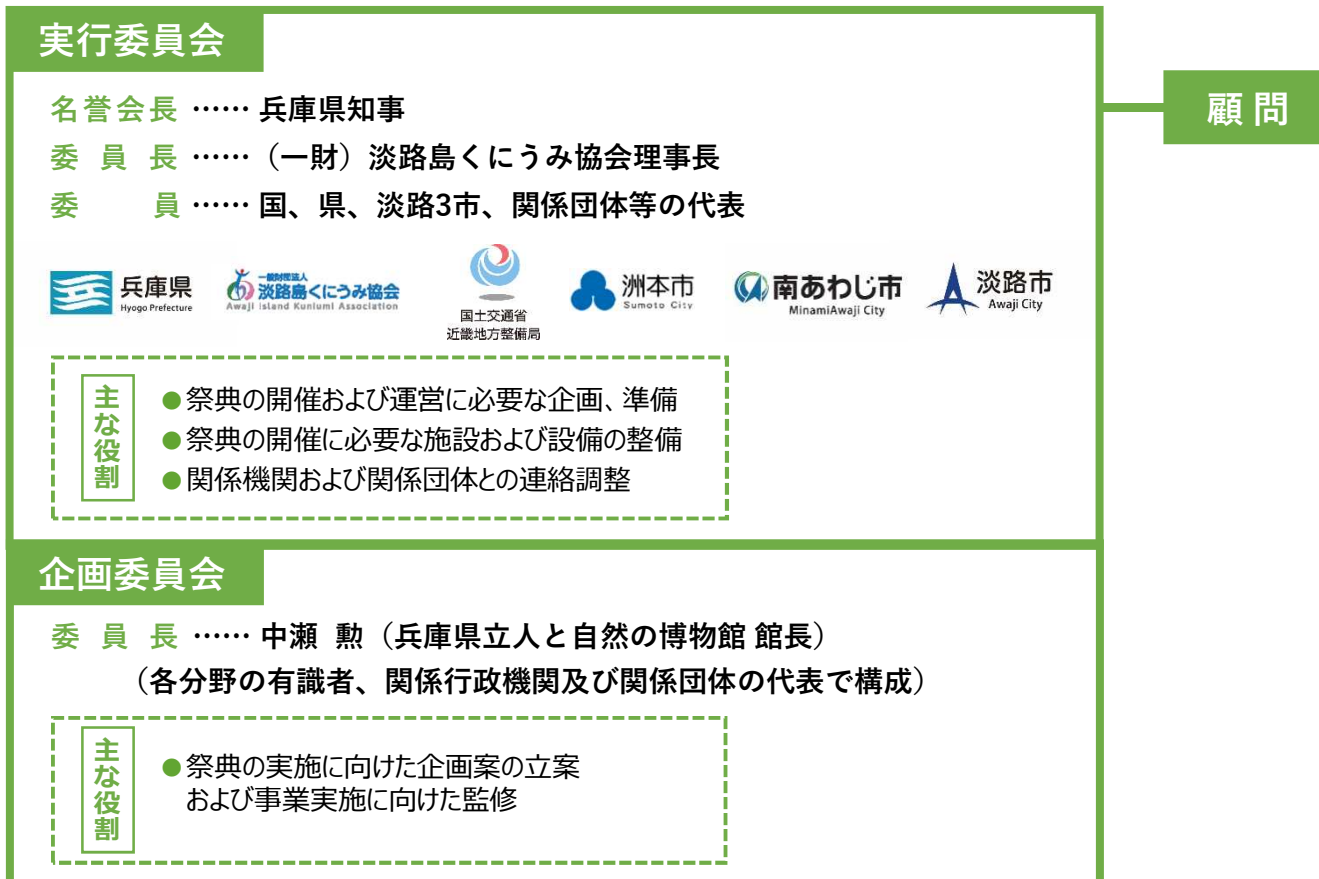 実行委員会
名誉会長 …… 兵庫県知事
委員長 ……（一財）淡路島くにうみ協会理事長
委員 …… 国、県、淡路3市、関係団体等の代表
顧問
兵庫県
Hyogo Prefecture
一般財団法人
淡路島くにうみ協会
Awaji Island Kuniumi Association
国土交通省
近畿地方整備局
洲本市
Sumoto City
南あわじ市
MinamiAwaji City
淡路市
Awaji City
主な役割
●祭典の開催および運営に必要な企画、準備
●祭典の開催に必要な施設および設備の整備
●関係機関および関係団体との連絡調整
企画委員会
委員長 …… 中瀬 勲（兵庫県立人と自然の博物館 館長）
（各分野の有識者、関係行政機関及び関係団体の代表で構成）
主な役割
●祭典の実施に向けた企画案の立案
および事業実施に向けた監修